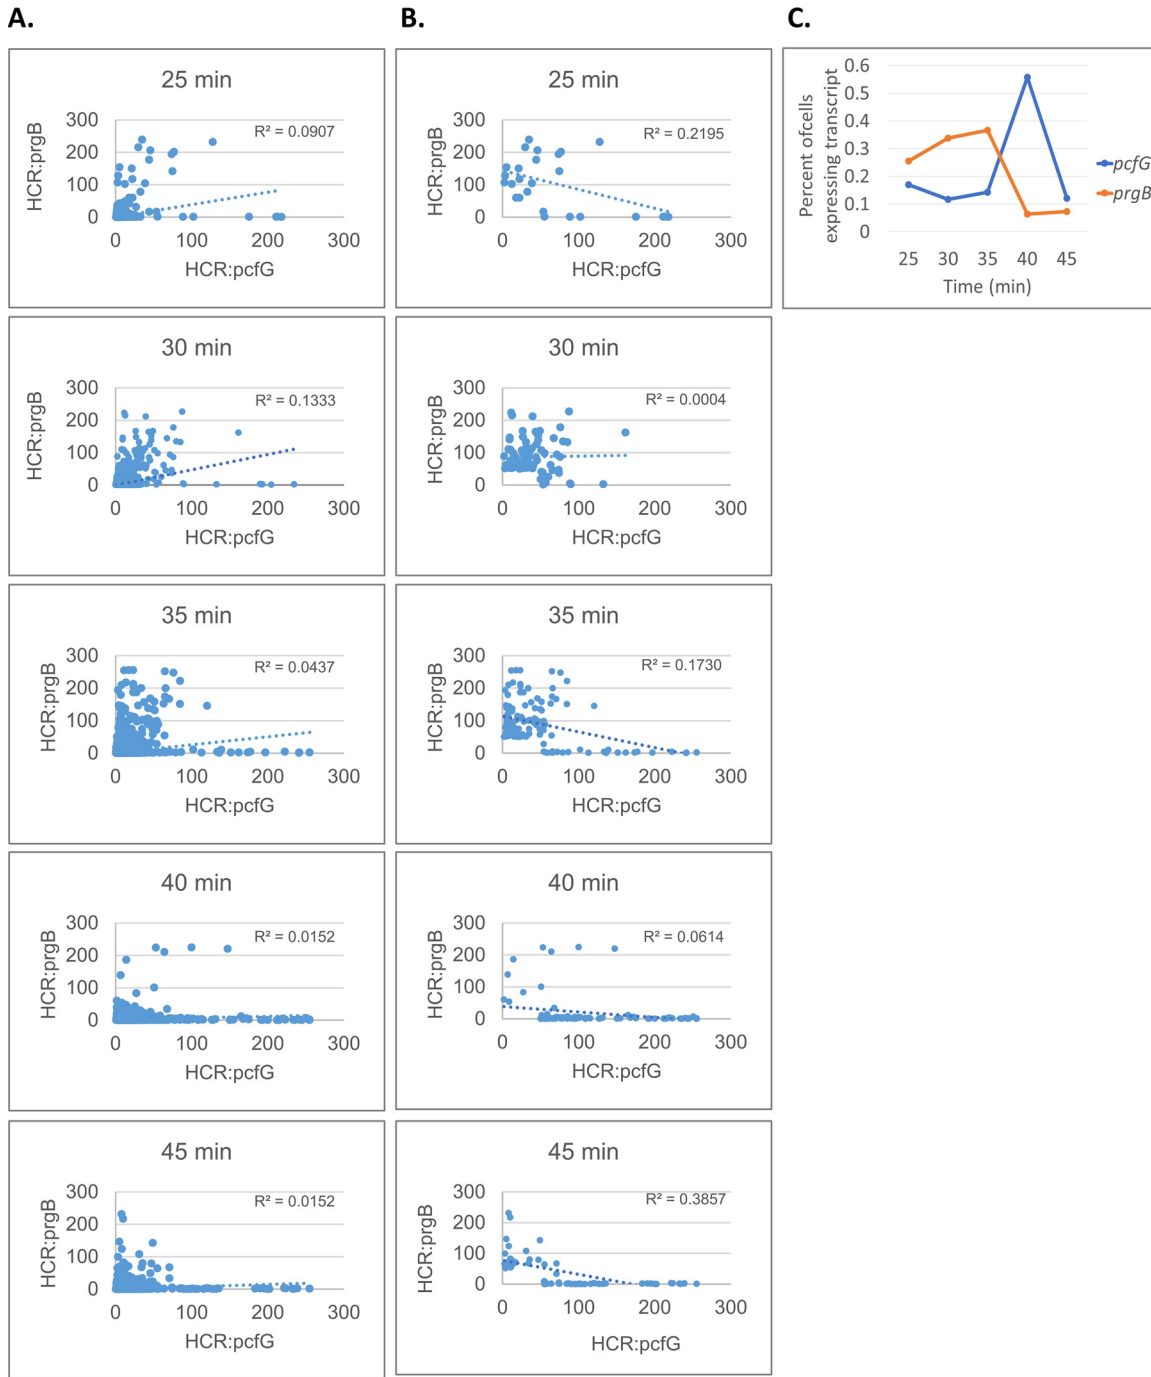 A.
25 min
R² = 0.0907
HCR:prgB
300
200
100
0
0 100 200 300
HCR:pcfG
30 min
R² = 0.1333
HCR:prgB
300
200
100
0
0 100 200 300
HCR:pcfG
35 min
R² = 0.0437
HCR:prgB
300
200
100
0
0 100 200 300
HCR:pcfG
40 min
R² = 0.0152
HCR:prgB
300
200
100
0
0 100 200 300
HCR:pcfG
45 min
R² = 0.0152
HCR:prgB
300
200
100
0
0 100 200 300
HCR:pcfG
B.
25 min
R² = 0.2195
HCR:prgB
300
200
100
0
0 100 200 300
HCR:pcfG
30 min
R² = 0.0004
HCR:prgB
300
200
100
0
0 100 200 300
HCR:pcfG
35 min
R² = 0.1730
HCR:prgB
300
200
100
0
0 100 200 300
HCR:pcfG
40 min
R² = 0.0614
HCR:prgB
300
200
100
0
0 100 200 300
HCR:pcfG
45 min
R² = 0.3857
HCR:prgB
300
200
100
0
0 100 200 300
HCR:pcfG
C.
Percent ofcells
expressing transcript
0.6
0.5
0.4
0.3
0.2
0.1
0
25 30 35 40 45
Time (min)
pcfG
prgB